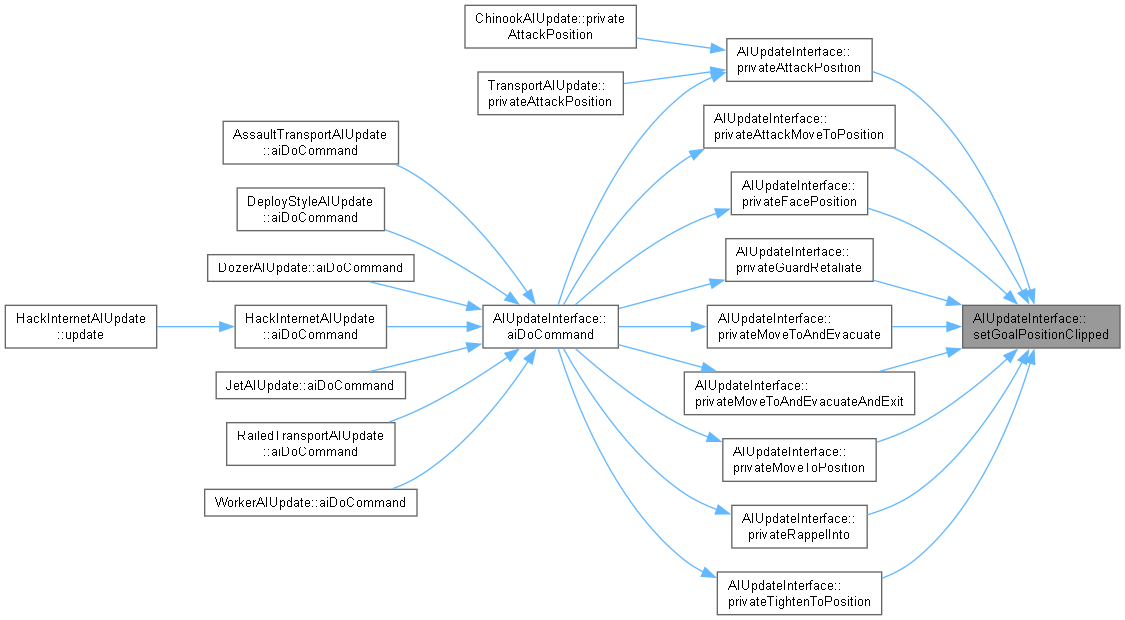 ChinookAIUpdate::private
AttackPosition
TransportAIUpdate::
privateAttackPosition
AssaultTransportAIUpdate
::aiDoCommand
DeployStyleAIUpdate
::aiDoCommand
DozerAIUpdate::aiDoCommand
HackInternetAIUpdate
::update
HackInternetAIUpdate
::aiDoCommand
JetAIUpdate::aiDoCommand
RailedTransportAIUpdate
::aiDoCommand
WorkerAIUpdate::aiDoCommand
AIUpdateInterface::
aiDoCommand
AIUpdateInterface::
privateAttackPosition
AIUpdateInterface::
privateAttackMoveToPosition
AIUpdateInterface::
privateFacePosition
AIUpdateInterface::
privateGuardRetaliate
AIUpdateInterface::
privateMoveToAndEvacuate
AIUpdateInterface::
privateMoveToAndEvacuateAndExit
AIUpdateInterface::
privateMoveToPosition
AIUpdateInterface::
privateRappelInto
AIUpdateInterface::
privateTightenToPosition
AIUpdateInterface::
setGoalPositionClipped